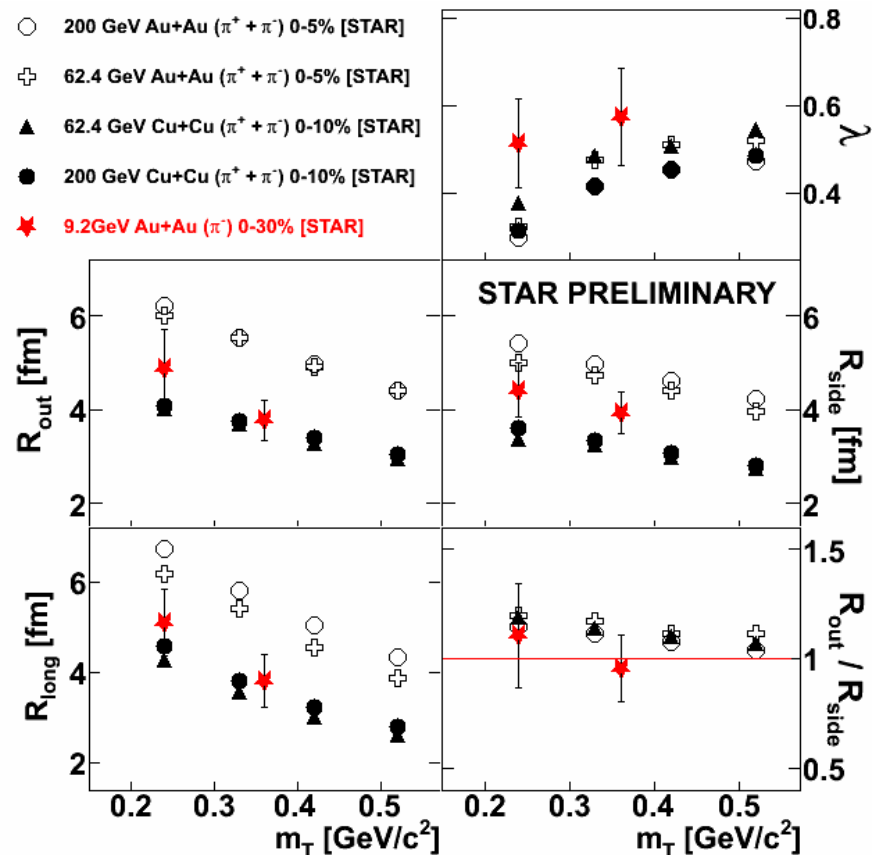 200 GeV Au+Au (π⁺ + π⁻) 0-5% [STAR]
62.4 GeV Au+Au (π⁺ + π⁻) 0-5% [STAR]
62.4 GeV Cu+Cu (π⁺ + π⁻) 0-10% [STAR]
200 GeV Cu+Cu (π⁺ + π⁻) 0-10% [STAR]
9.2GeV Au+Au (π⁻) 0-30% [STAR]
0.8
0.6
0.4
λ
6
4
2
R_out [fm]
STAR PRELIMINARY
6
4
2
R_side [fm]
6
4
2
R_long [fm]
0.2 0.3 0.4 0.5
m_T [GeV/c²]
1.5
1
0.5
R_out / R_side
0.2 0.3 0.4 0.5
m_T [GeV/c²]